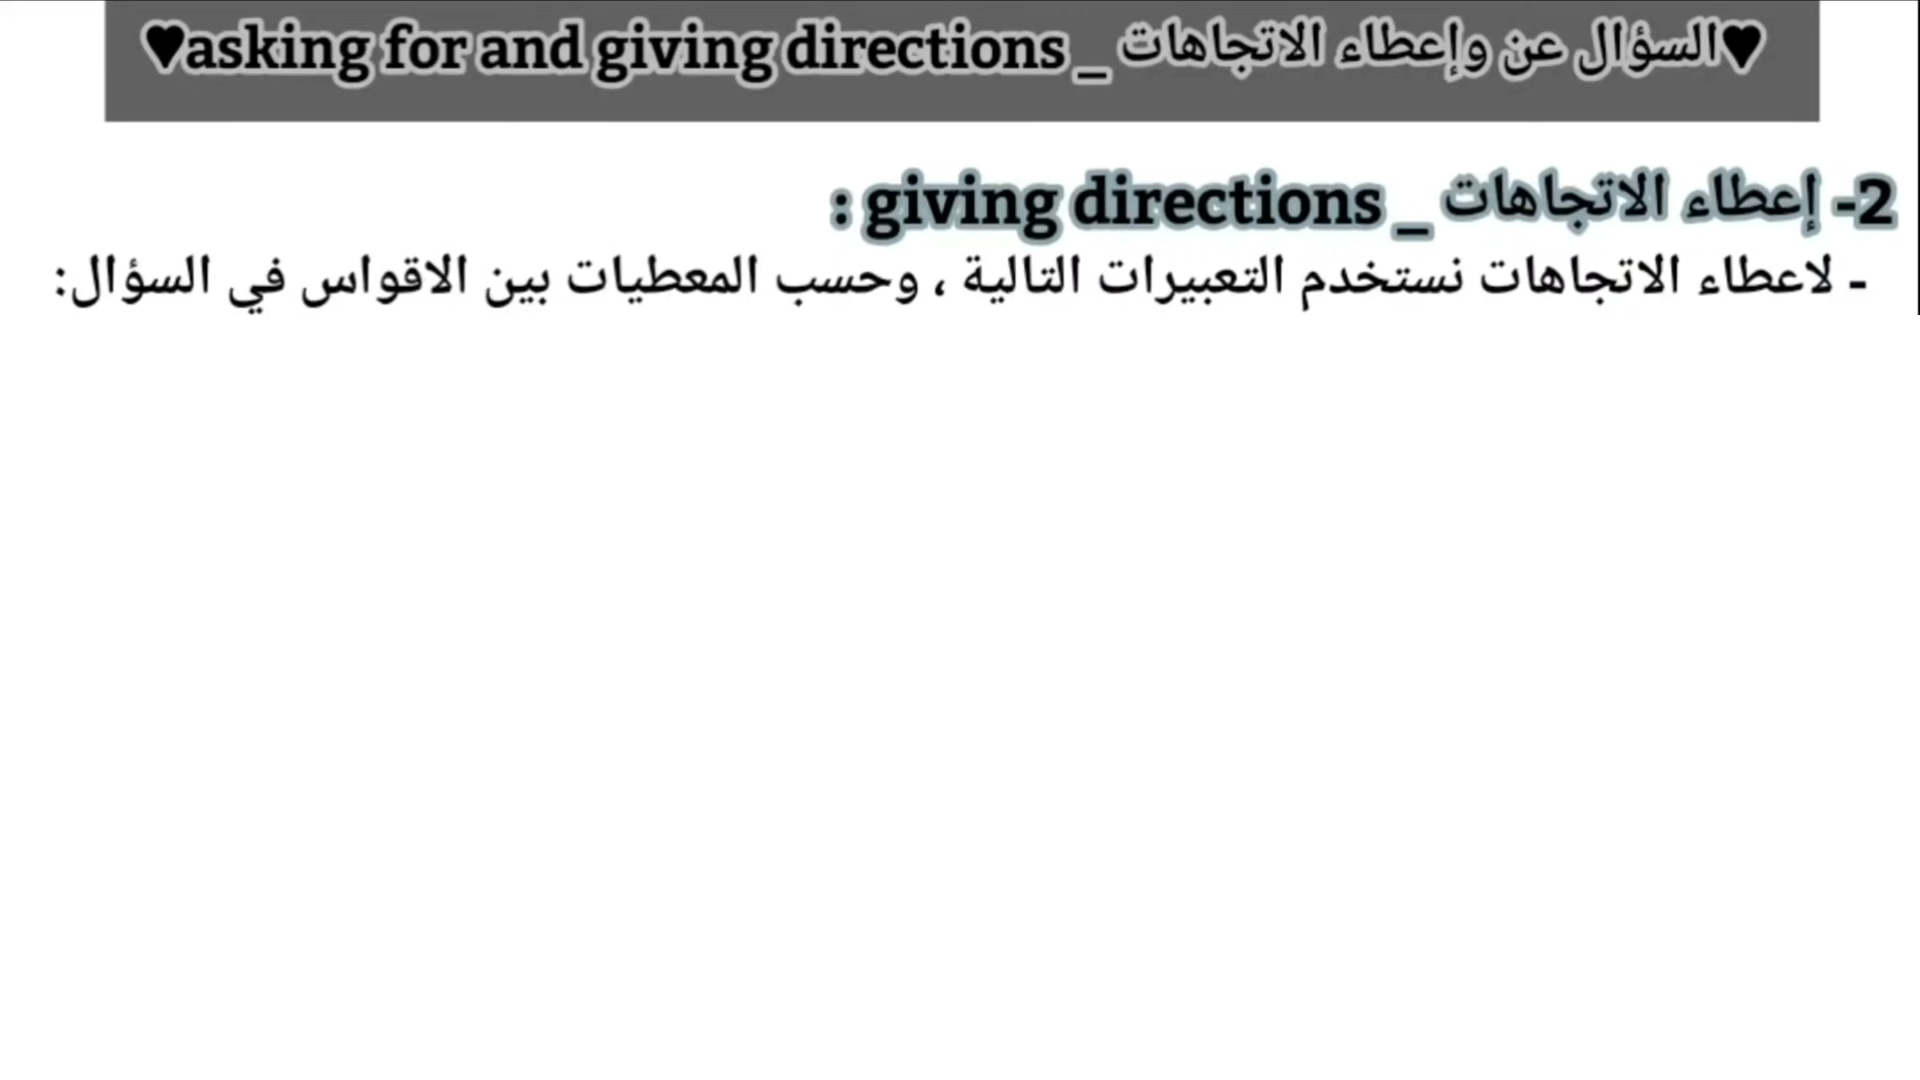 ♥السؤال عن وإعطاء الاتجاهات _ asking for and giving directions♥
2- إعطاء الاتجاهات _ giving directions :
- لاعطاء الاتجاهات نستخدم التعبيرات التالية ، وحسب المعطيات بين الاقواس في السؤال: